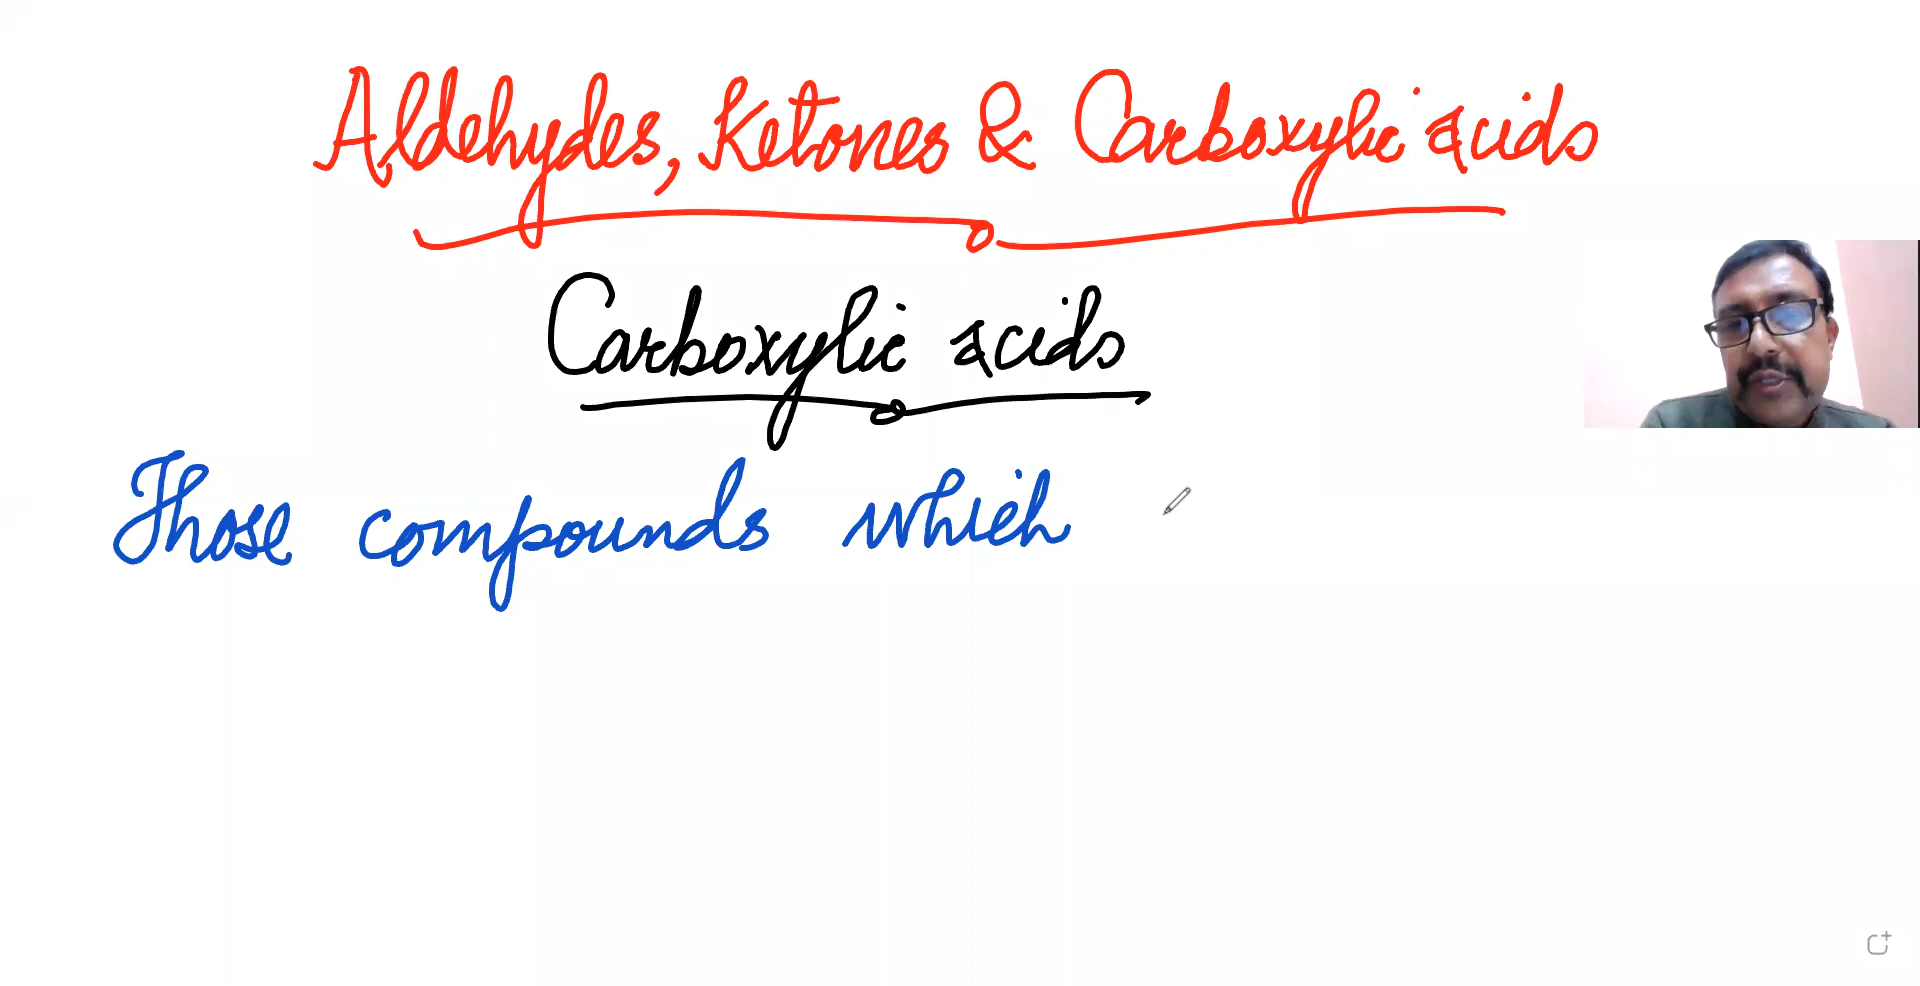 Aldehydes, Ketones & Carboxylic acids
Carboxylic acids
Those compounds which